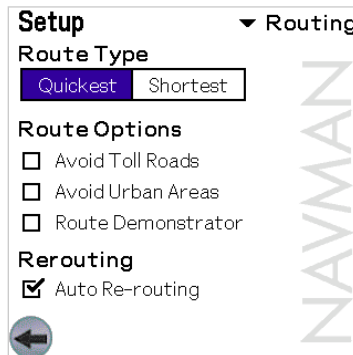 Setup
Routing
Route Type
Quickest Shortest
Route Options
Avoid Toll Roads
Avoid Urban Areas
Route Demonstrator
Rerouting
Auto Re-routing
NAVMAN